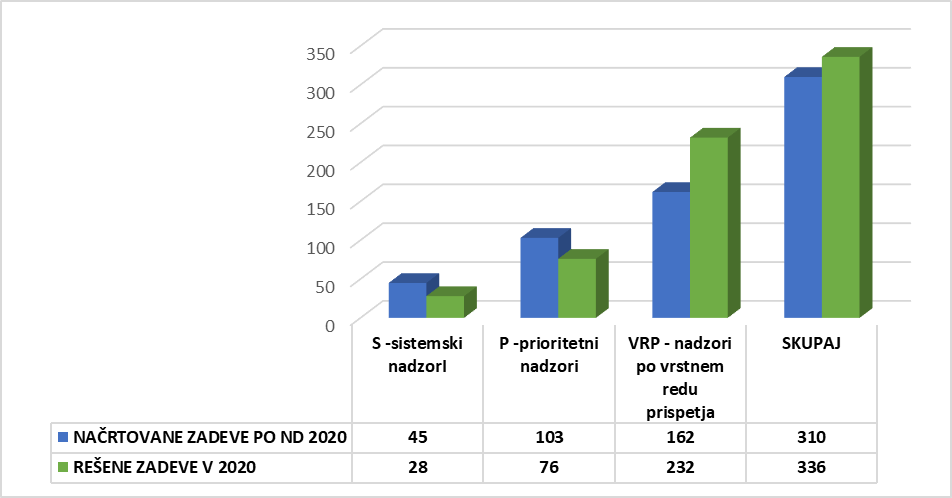 350
300
250
200
150
100
50
0
S -sistemski
nadzorI
P -prioritetni
nadzori
VRP - nadzori
po vrstnem
redu
prispetja
SKUPAJ
NAČRTOVANE ZADEVE PO ND 2020 45 103 162 310
REŠENE ZADEVE V 2020 28 76 232 336